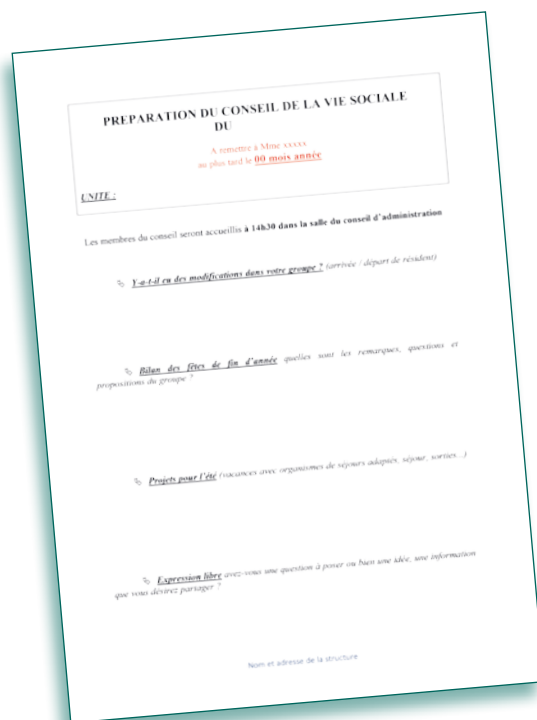 PREPARATION DU CONSEIL DE LA VIE SOCIALE
DU
A remettre à Mme xxxxx
au plus tard le 00 mois année
UNITE :
Les membres du conseil seront accueillis à 14h30 dans la salle du conseil d'administration
Y-a-t-il eu des modifications dans votre groupe ? (arrivée / départ de résident)
Bilan des fêtes de fin d'année quelles sont les remarques, questions et
propositions du groupe ?
Projets pour l'été (vacances avec organismes de séjours adaptés, séjour, sorties...)
Expression libre avez-vous une question à poser ou bien une idée, une information
que vous désirez partager ?
Nom et adresse de la structure